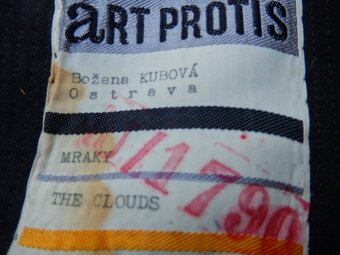 aRT PROTIS
Božena KUBOVÁ
Ostrava
MRAKY
THE CLOUDS